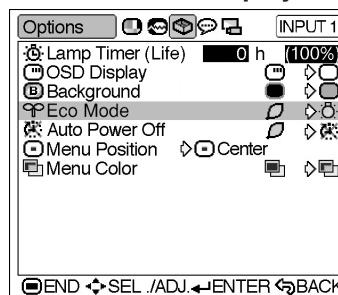 Options INPUT 1
Lamp Timer (Life) 0 h (100%)
OSD Display
B Background
Eco Mode
Auto Power Off
Menu Position Center
Menu Color
END SEL./ADJ. ENTER BACK